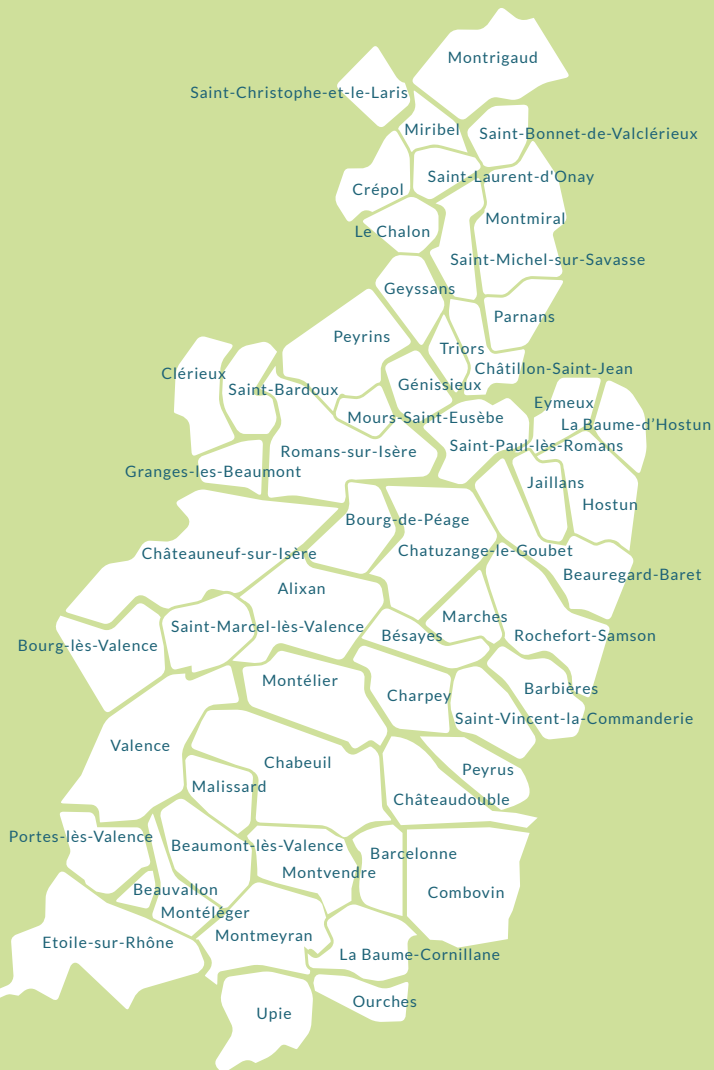 Montrigaud
Saint-Christophe-et-le-Laris
Miribel
Saint-Bonnet-de-Valclérieux
Saint-Laurent-d'Onay
Crépol
Montmiral
Le Chalon
Saint-Michel-sur-Savasse
Geyssans
Parnans
Peyrins
Triors
Châtillon-Saint-Jean
Clérieux
Génissieux
Saint-Bardoux
Eymeux
Mours-Saint-Eusèbe
La Baume-d’Hostun
Saint-Paul-lès-Romans
Romans-sur-Isère
Granges-les-Beaumont
Jaillans
Hostun
Bourg-de-Péage
Chatuzange-le-Goubet
Châteauneuf-sur-Isère
Beauregard-Baret
Alixan
Marches
Saint-Marcel-lès-Valence
Bésayes
Rochefort-Samson
Bourg-lès-Valence
Montélier
Barbières
Charpey
Saint-Vincent-la-Commanderie
Valence
Chabeuil
Peyrus
Malissard
Châteaudouble
Portes-lès-Valence
Beaumont-lès-Valence
Barcelonne
Montvendre
Beauvallon
Combovin
Montéléger
Montmeyran
Etoile-sur-Rhône
La Baume-Cornillane
Ourches
Upie